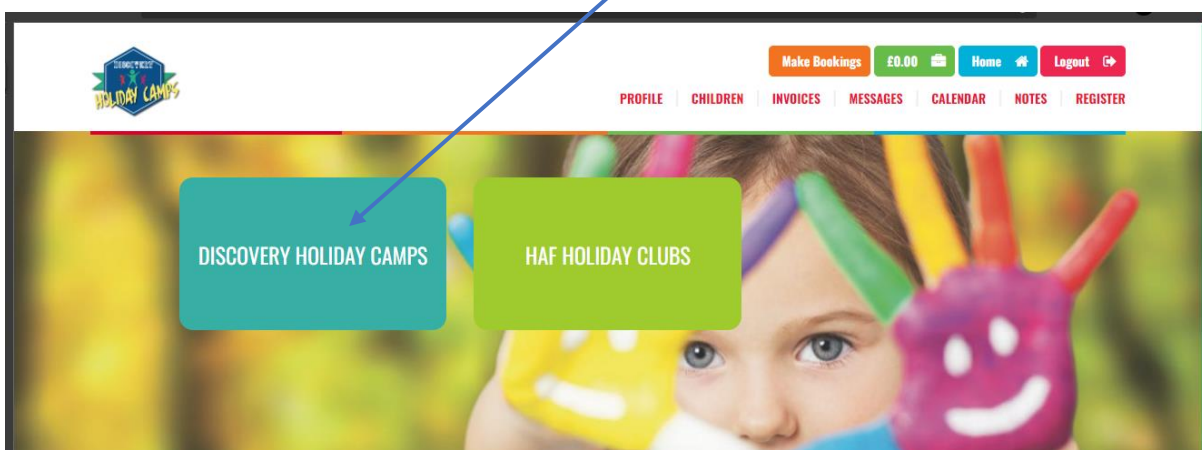 DISCOVERY
HOLIDAY CAMPS
Make Bookings £0.00 Home Logout
PROFILE CHILDREN INVOICES MESSAGES CALENDAR NOTES REGISTER
DISCOVERY HOLIDAY CAMPS
HAF HOLIDAY CLUBS